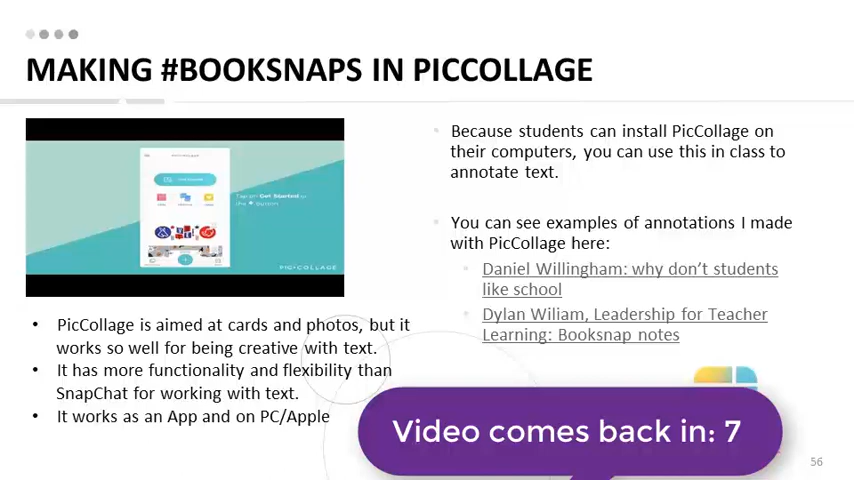 MAKING #BOOKSNAPS IN PICCOLLAGE
Get Started
PIC•COLLAGE
• PicCollage is aimed at cards and photos, but it
works so well for being creative with text.
• It has more functionality and flexibility than
SnapChat for working with text.
• It works as an App and on PC/Apple
Because students can install PicCollage on
their computers, you can use this in class to
annotate text.
You can see examples of annotations I made
with PicCollage here:
Daniel Willingham: why don't students
like school
Dylan Wiliam, Leadership for Teacher
Learning: Booksnap notes
Video comes back in: 7
56